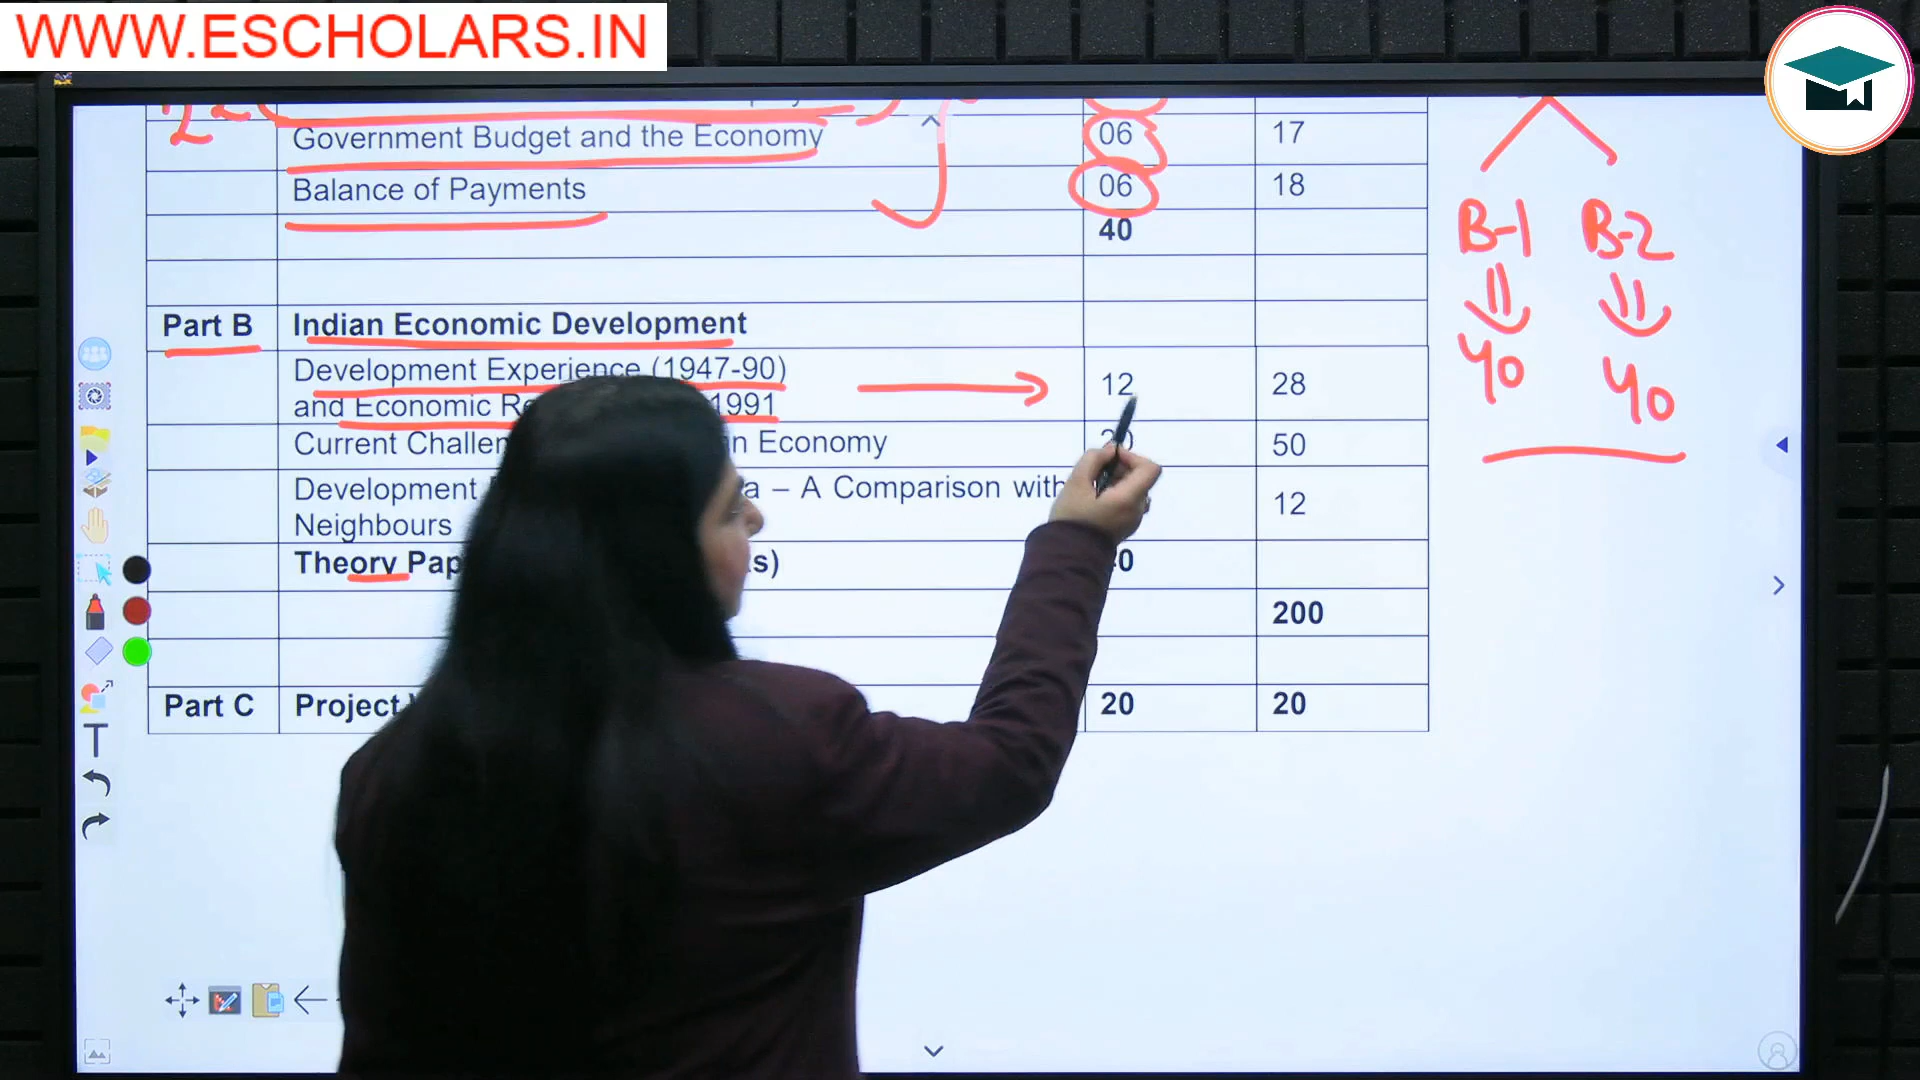 WWW.ESCHOLARS.IN
Government Budget and the Economy 06 17
Balance of Payments 06 18
40
Part B Indian Economic Development
Development Experience (1947-90) 12 28
and Economic 1991
Current Economy 20 50
Development – A Comparison with 12
Neighbours
Theory
200
Part C Project 20 20
B-1 B-2
40 40
T